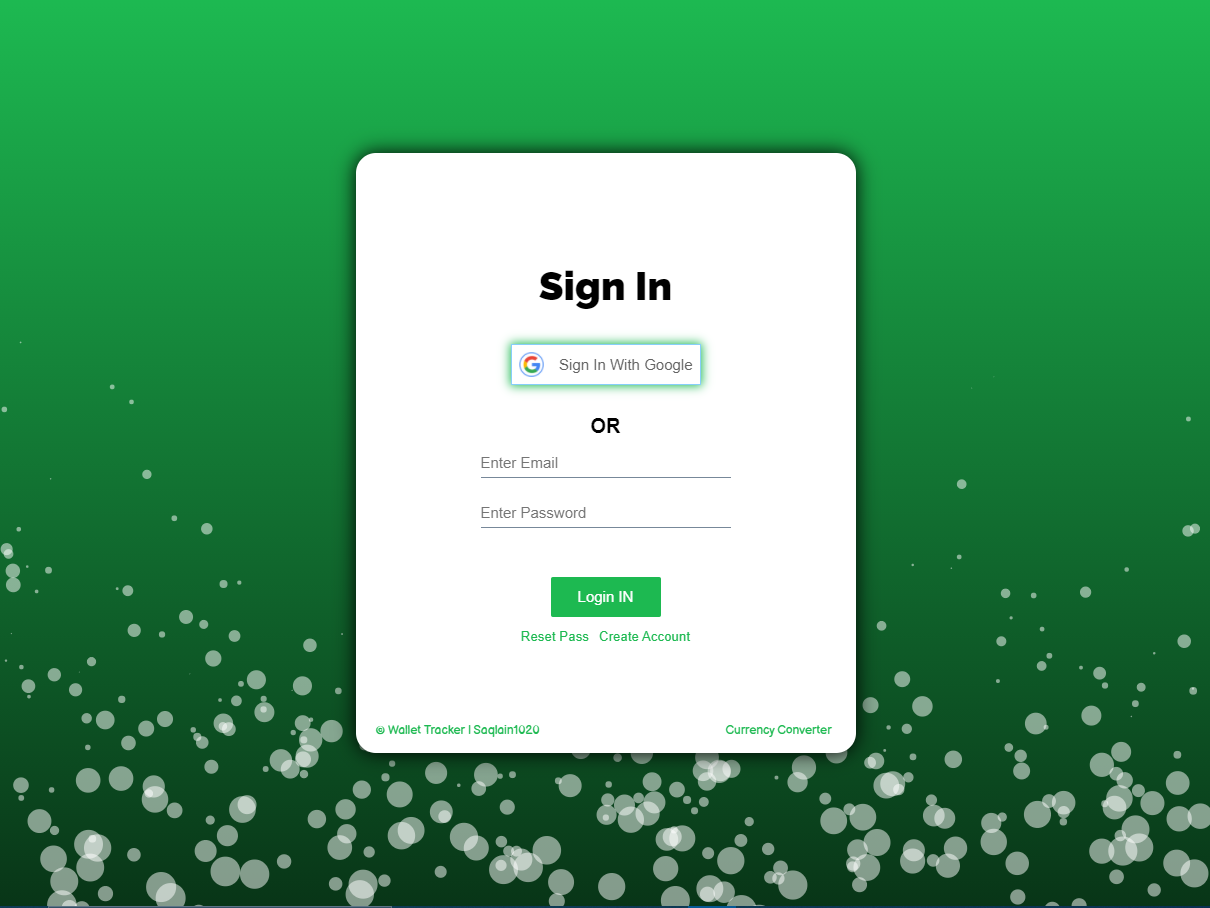 Sign In
G
Sign In With Google
OR
Enter Email
Enter Password
Login IN
Reset Pass Create Account
© Wallet Tracker | Saqlain1020 Currency Converter